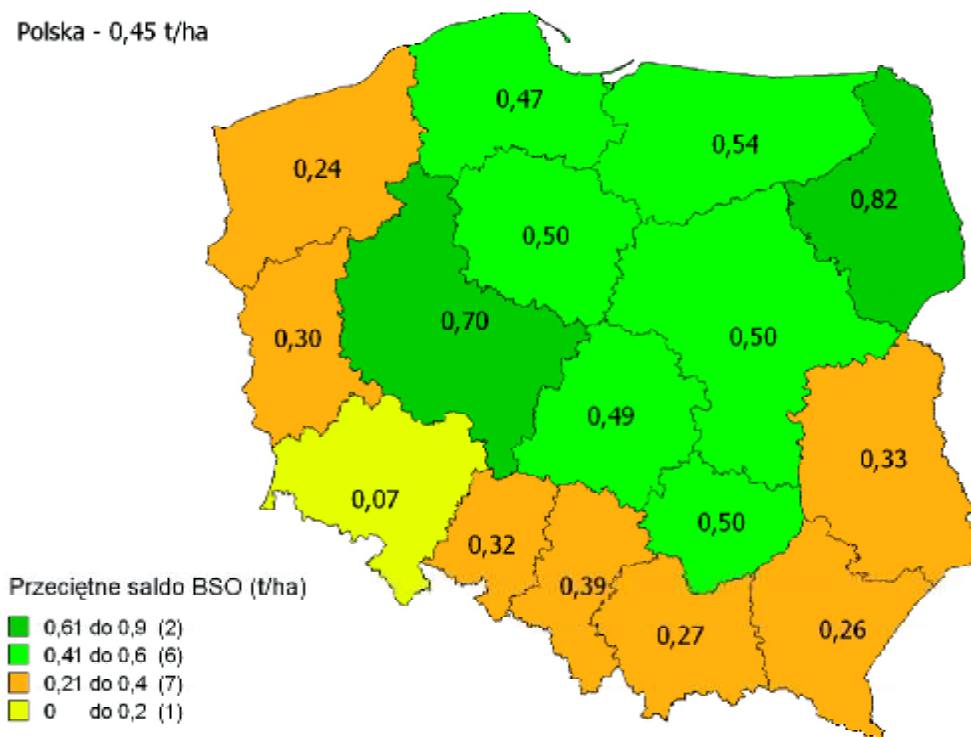 Polska - 0,45 t/ha
0,47
0,54
0,24
0,82
0,50
0,70
0,30
0,50
0,49
0,33
0,07
0,50
0,32
0,39
0,27
0,26
Przeciętne saldo BSO (t/ha)
0,61 do 0,9 (2)
0,41 do 0,6 (6)
0,21 do 0,4 (7)
0 do 0,2 (1)